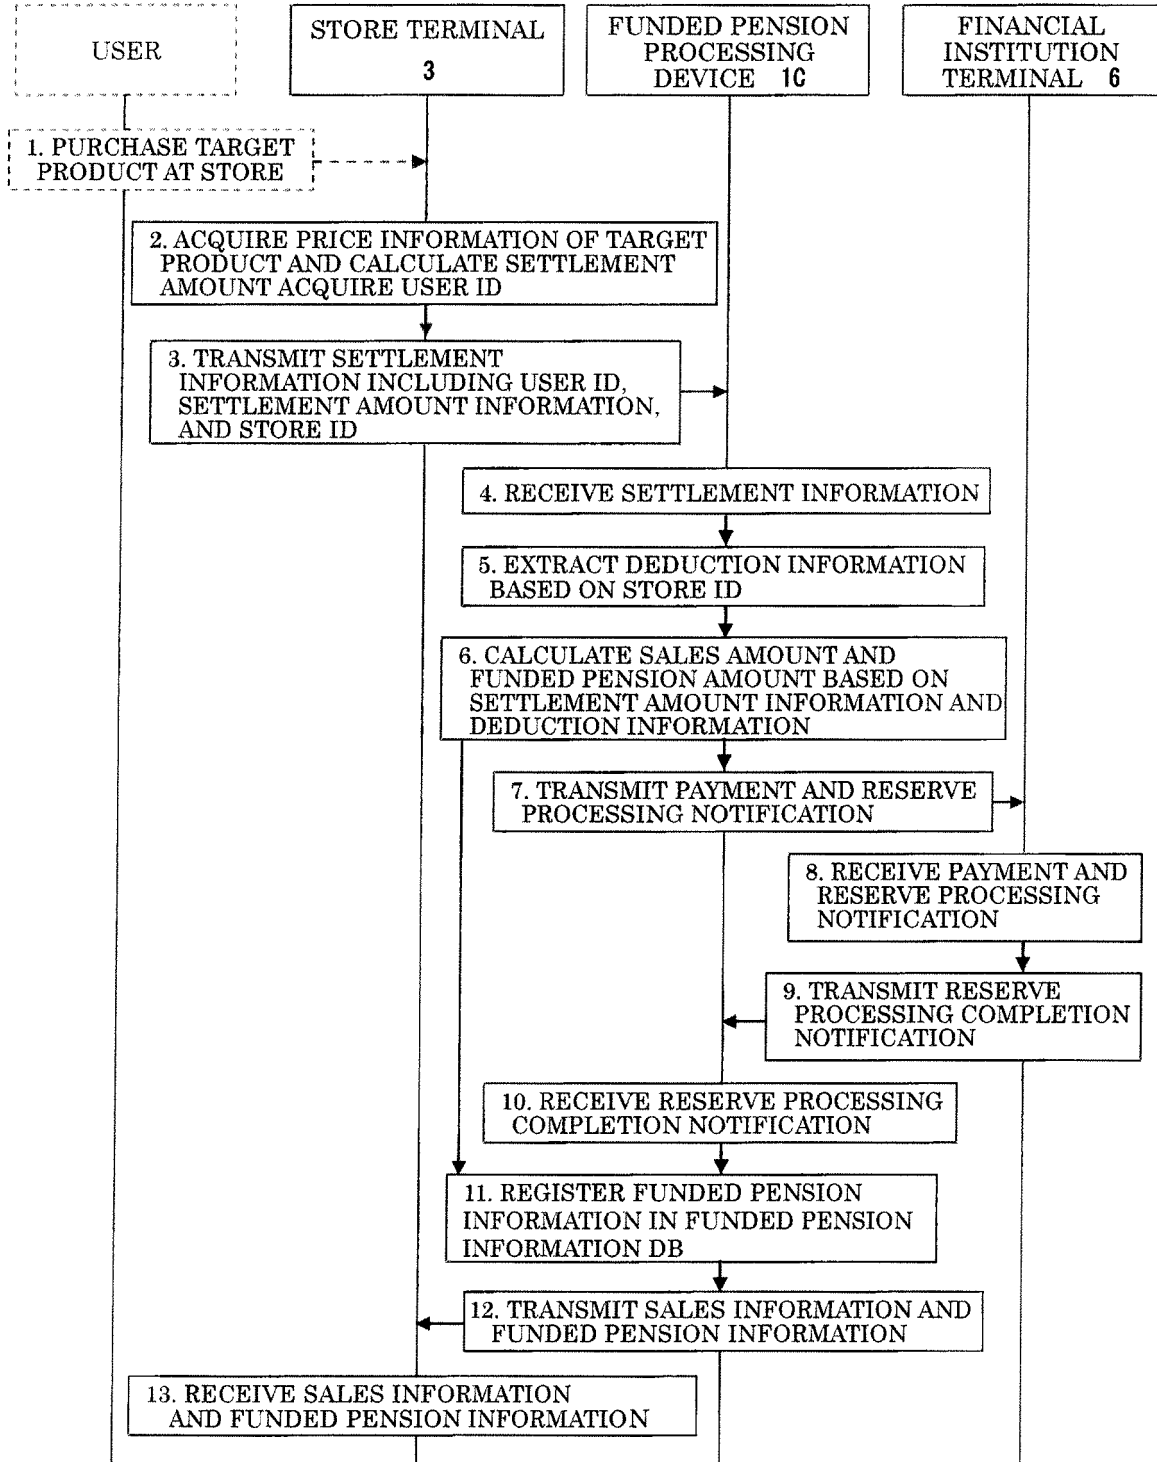 USER
STORE TERMINAL
3
FUNDED PENSION
PROCESSING
DEVICE 1C
FINANCIAL
INSTITUTION
TERMINAL 6
1. PURCHASE TARGET
PRODUCT AT STORE
2. ACQUIRE PRICE INFORMATION OF TARGET
PRODUCT AND CALCULATE SETTLEMENT
AMOUNT ACQUIRE USER ID
3. TRANSMIT SETTLEMENT
INFORMATION INCLUDING USER ID,
SETTLEMENT AMOUNT INFORMATION,
AND STORE ID
4. RECEIVE SETTLEMENT INFORMATION
5. EXTRACT DEDUCTION INFORMATION
BASED ON STORE ID
6. CALCULATE SALES AMOUNT AND
FUNDED PENSION AMOUNT BASED ON
SETTLEMENT AMOUNT INFORMATION AND
DEDUCTION INFORMATION
7. TRANSMIT PAYMENT AND RESERVE
PROCESSING NOTIFICATION
8. RECEIVE PAYMENT AND
RESERVE PROCESSING
NOTIFICATION
9. TRANSMIT RESERVE
PROCESSING COMPLETION
NOTIFICATION
10. RECEIVE RESERVE PROCESSING
COMPLETION NOTIFICATION
11. REGISTER FUNDED PENSION
INFORMATION IN FUNDED PENSION
INFORMATION DB
12. TRANSMIT SALES INFORMATION AND
FUNDED PENSION INFORMATION
13. RECEIVE SALES INFORMATION
AND FUNDED PENSION INFORMATION